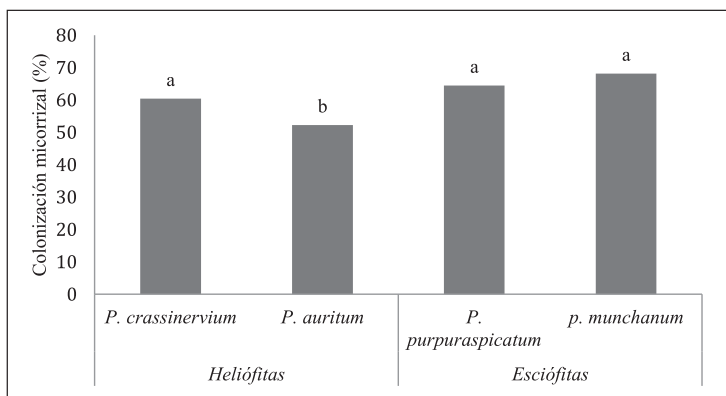 Colonización micorrizal (%)
80
70
60
50
40
30
20
10
0
a
b
a
a
P. crassinervium
P. auritum
P.
purpuraspicatum
p. munchanum
Heliófitas
Esciófitas